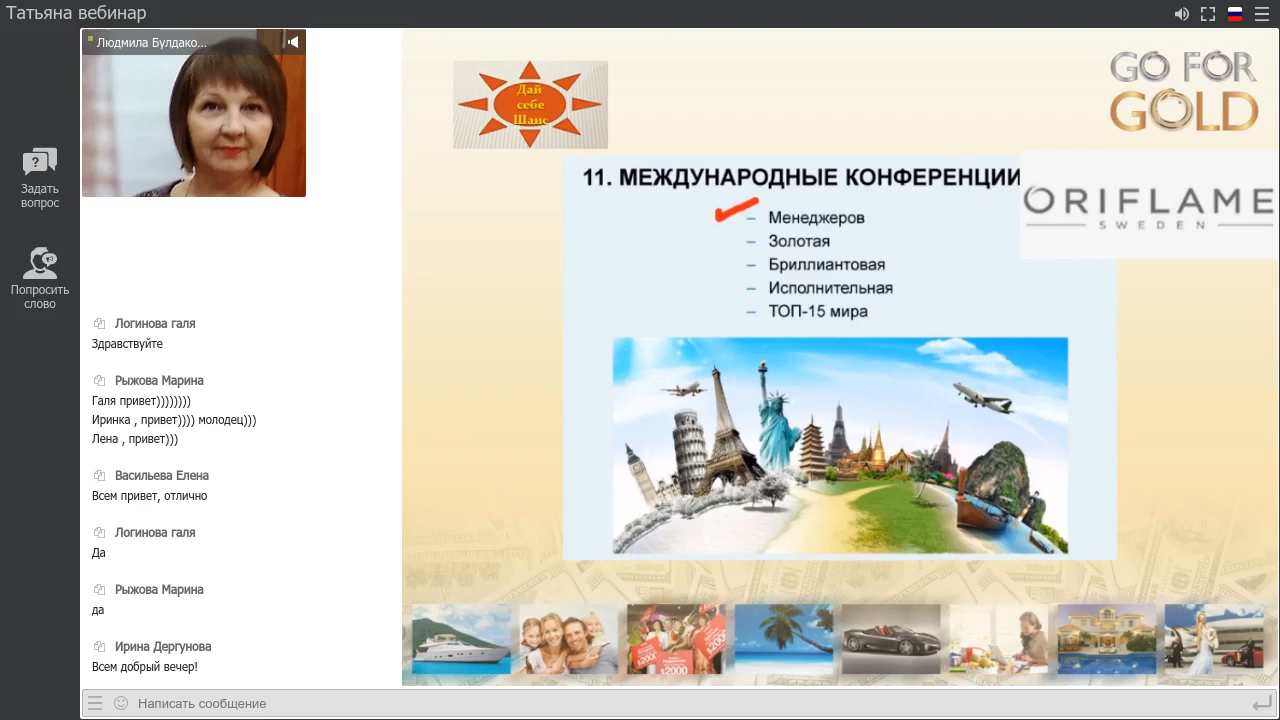 Татьяна вебинар
Людмила Булдако...
Задать
вопрос
Попросить
слово
Логинова галя
Здравствуйте
Рыжова Марина
Галя привет))))))))
Иринка , привет)))) молодец)))
Лена , привет)))
Васильева Елена
Всем привет, отлично
Логинова галя
Да
Рыжова Марина
да
Ирина Дергунова
Всем добрый вечер!
Написать сообщение
Дай
себе
Шанс
GO FOR
GOLD
11. МЕЖДУНАРОДНЫЕ КОНФЕРЕНЦИИ
ORIFLAME
SWEDEN
– Менеджеров
– Золотая
– Бриллиантовая
– Исполнительная
– ТОП-15 мира